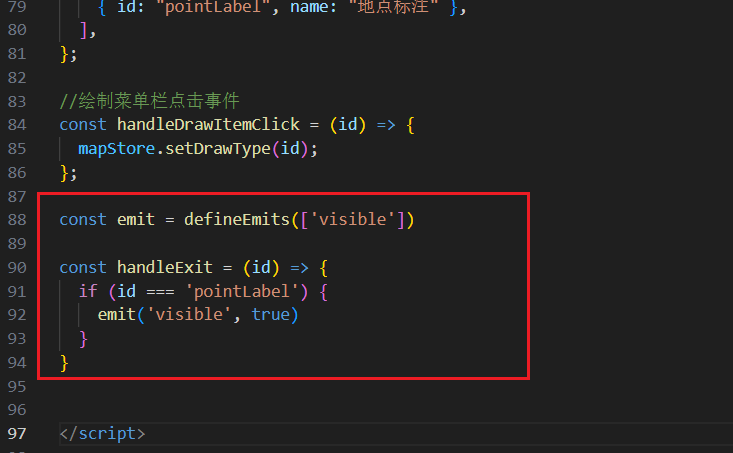 79 { id: "pointLabel", name: "地点标注" },
80 ],
81 };
82
83 //绘制菜单栏点击事件
84 const handleDrawItemClick = (id) => {
85 mapStore.setDrawType(id);
86 };
87
88 const emit = defineEmits(['visible'])
89
90 const handleExit = (id) => {
91 if (id === 'pointLabel') {
92 emit('visible', true)
93 }
94 }
95
96
97 </script>